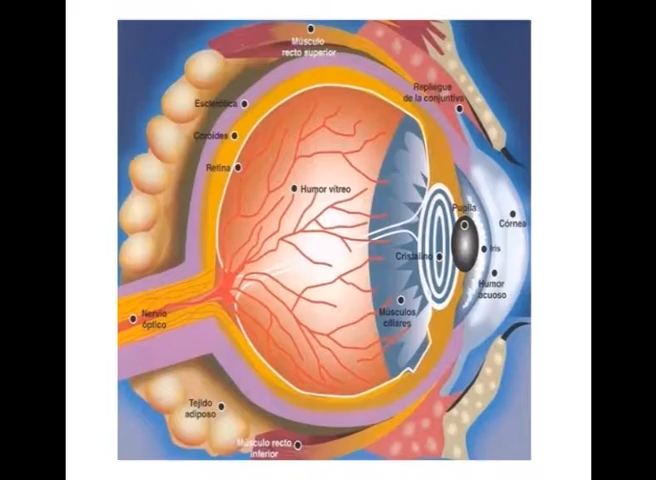 Músculo
recto superior
Repliegue
de la conjuntiva
Esclerótica
Coroides
Retina
Humor vítreo
Pupila
Córnea
Iris
Cristalino
Humor
acuoso
Músculos
ciliares
Nervio
óptico
Tejido
adiposo
Músculo recto
inferior